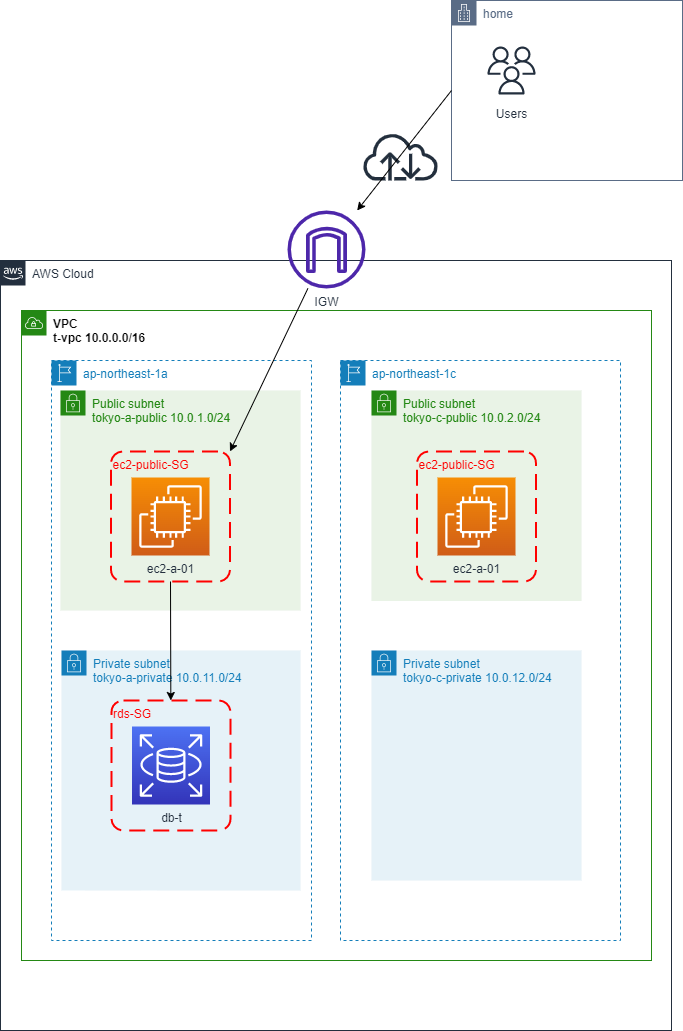 home
Users
aws
AWS Cloud
IGW
VPC
t-vpc 10.0.0.0/16
ap-northeast-1a
Public subnet
tokyo-a-public 10.0.1.0/24
ec2-public-SG
ec2-a-01
Private subnet
tokyo-a-private 10.0.11.0/24
rds-SG
db-t
ap-northeast-1c
Public subnet
tokyo-c-public 10.0.2.0/24
ec2-public-SG
ec2-a-01
Private subnet
tokyo-c-private 10.0.12.0/24